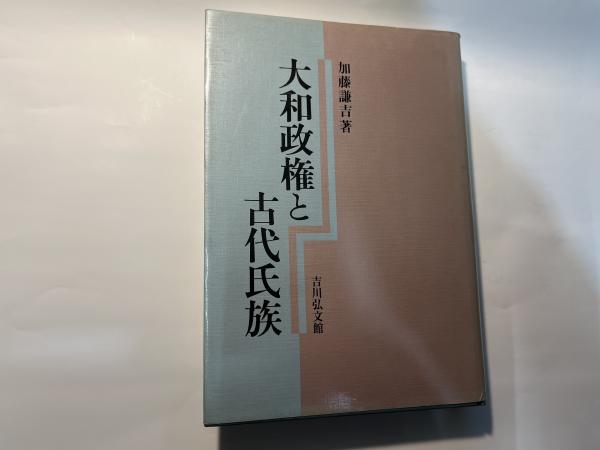 加藤謙吉著
大和政権と
古代氏族
吉川弘文館